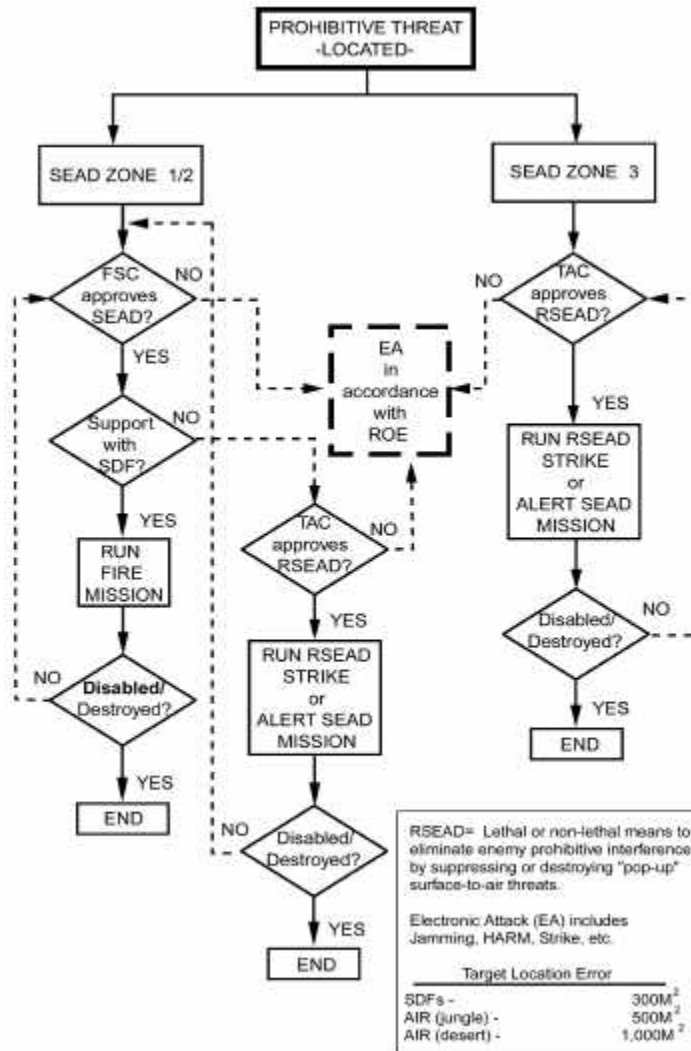 PROHIBITIVE THREAT
-LOCATED-
SEAD ZONE 1/2
SEAD ZONE 3
FSC
approves
SEAD?
NO
YES
Support
with
SDF?
NO
YES
RUN
FIRE
MISSION
NO
Disabled/
Destroyed?
YES
END
EA
in
accordance
with
ROE
TAC
approves
RSEAD?
NO
YES
RUN RSEAD
STRIKE
or
ALERT SEAD
MISSION
NO
Disabled/
Destroyed?
YES
END
NO
TAC
approves
RSEAD?
YES
RUN RSEAD
STRIKE
or
ALERT SEAD
MISSION
Disabled/
Destroyed?
NO
YES
END
RSEAD= Lethal or non-lethal means to
eliminate enemy prohibitive interference
by suppressing or destroying "pop-up"
surface-to-air threats.
Electronic Attack (EA) includes
Jamming, HARM, Strike, etc.
Target Location Error
SDFs - 300M²
AIR (jungle) - 500M²
AIR (desert) - 1,000M²